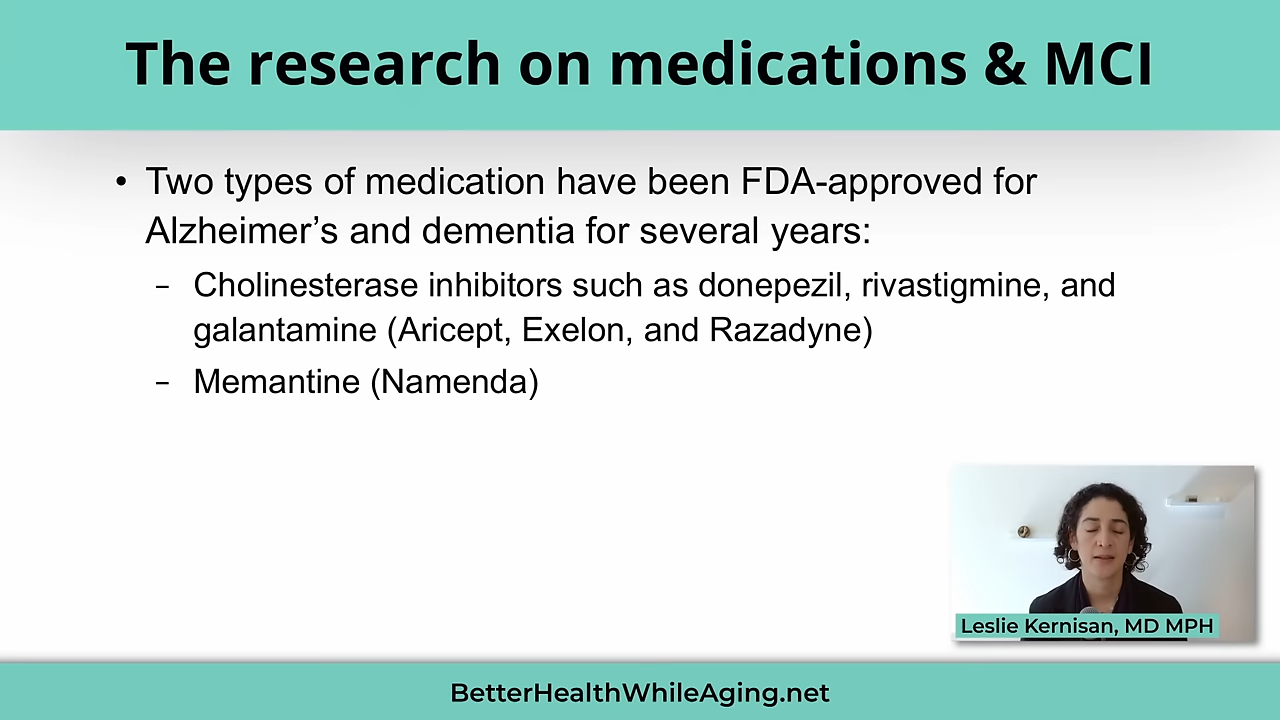 The research on medications & MCI
• Two types of medication have been FDA-approved for
Alzheimer’s and dementia for several years:
– Cholinesterase inhibitors such as donepezil, rivastigmine, and
galantamine (Aricept, Exelon, and Razadyne)
– Memantine (Namenda)
Leslie Kernisan, MD MPH
BetterHealthWhileAging.net